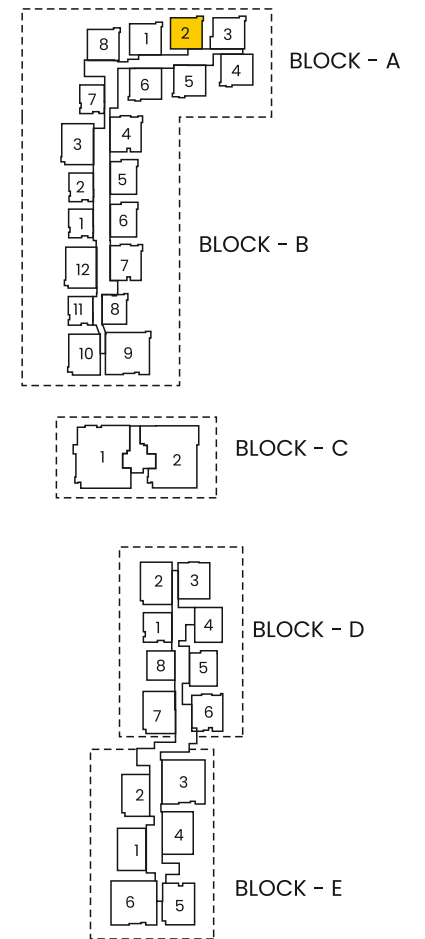 8 1 2 3
BLOCK - A
6 5 4
7
3 4
2 5
1 6
BLOCK - B
12 7
11 8
10 9
1 2
BLOCK - C
2 3
1 4
BLOCK - D
8 5
7 6
2 3
1 4
6 5
BLOCK - E